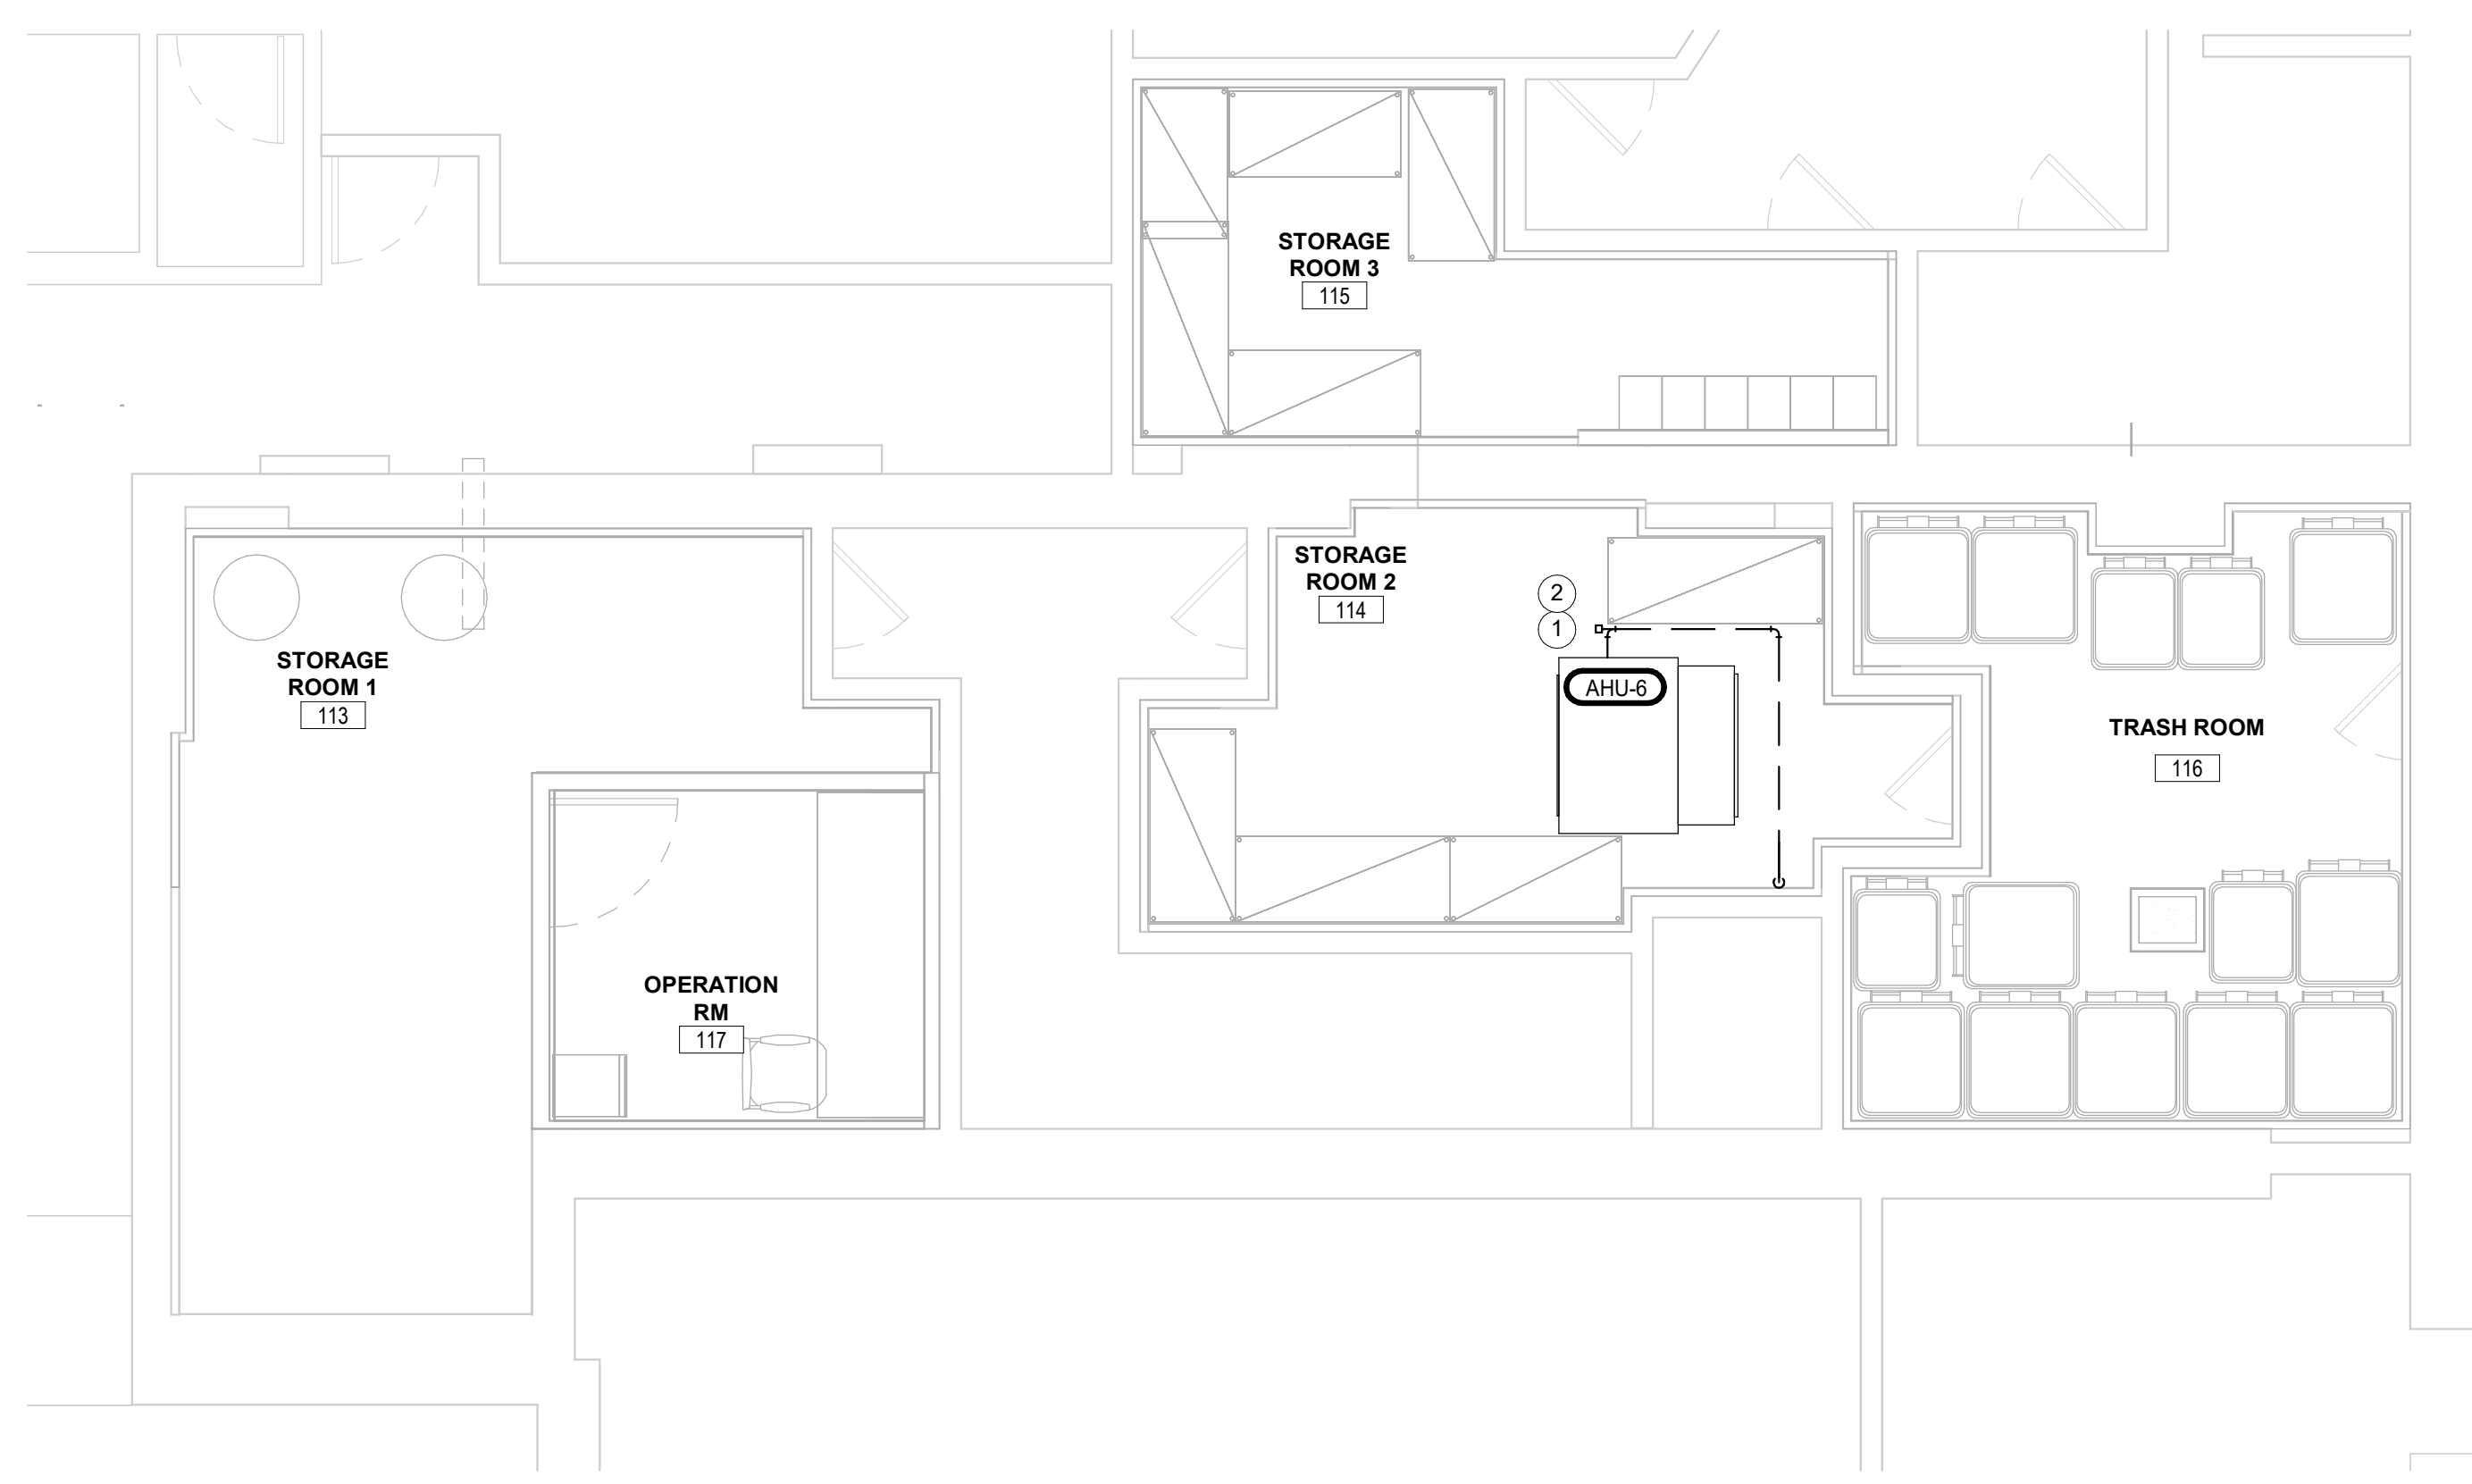 STORAGE
ROOM 3
115
STORAGE
ROOM 2
114
2
1
AHU-6
STORAGE
ROOM 1
113
TRASH ROOM
116
OPERATION
RM
117